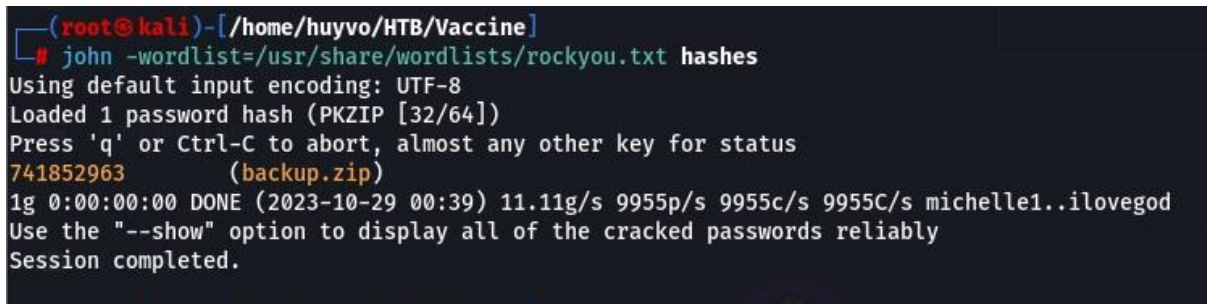 ┌──(root㉿kali)-[/home/huyvo/HTB/Vaccine]
└─# john -wordlist=/usr/share/wordlists/rockyou.txt hashes
Using default input encoding: UTF-8
Loaded 1 password hash (PKZIP [32/64])
Press 'q' or Ctrl-C to abort, almost any other key for status
741852963        (backup.zip)
1g 0:00:00:00 DONE (2023-10-29 00:39) 11.11g/s 9955p/s 9955c/s 9955C/s michelle1..ilovegod
Use the "--show" option to display all of the cracked passwords reliably
Session completed.